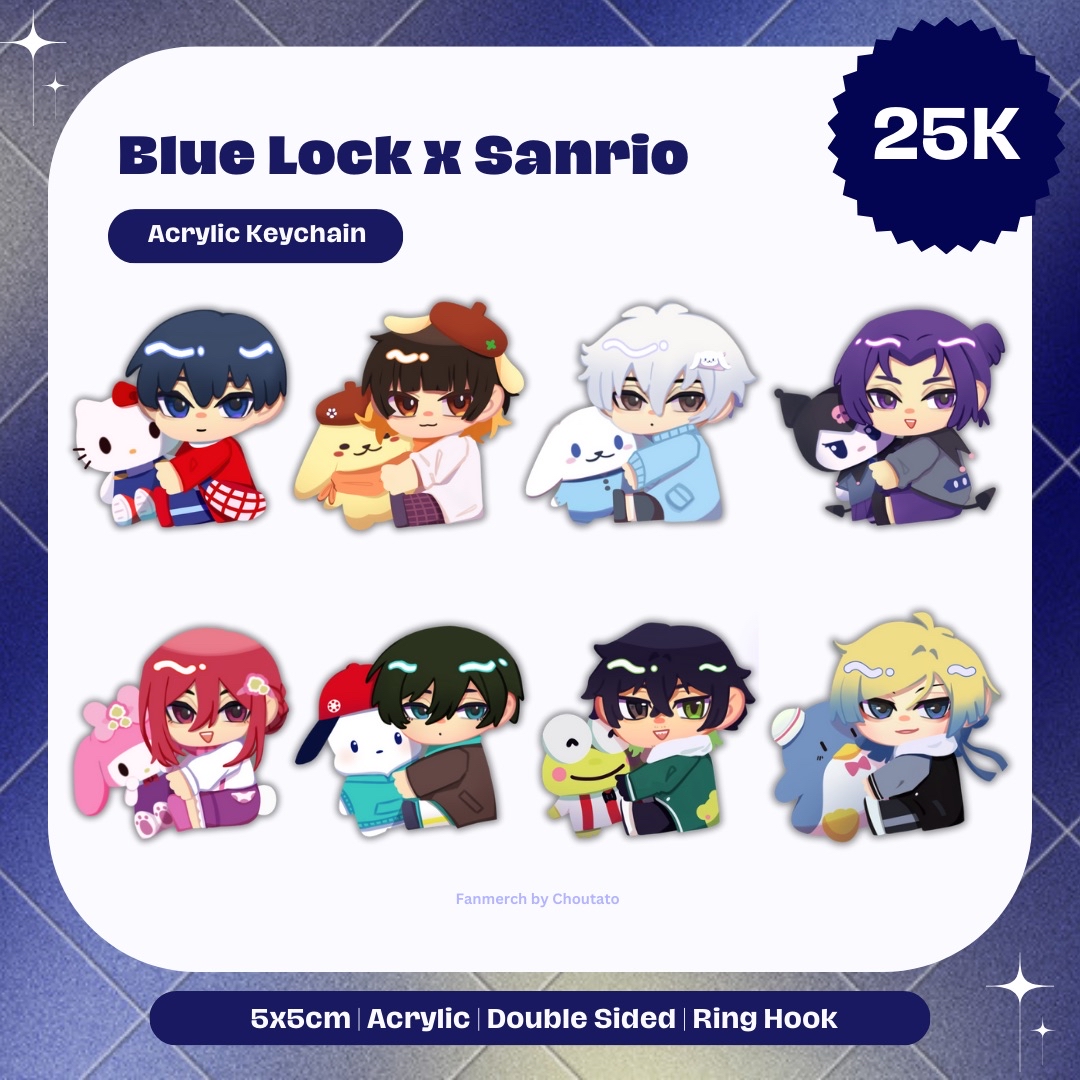 25K
Blue Lock x Sanrio
Acrylic Keychain
Fanmerch by Choutato
5x5cm | Acrylic | Double Sided | Ring Hook